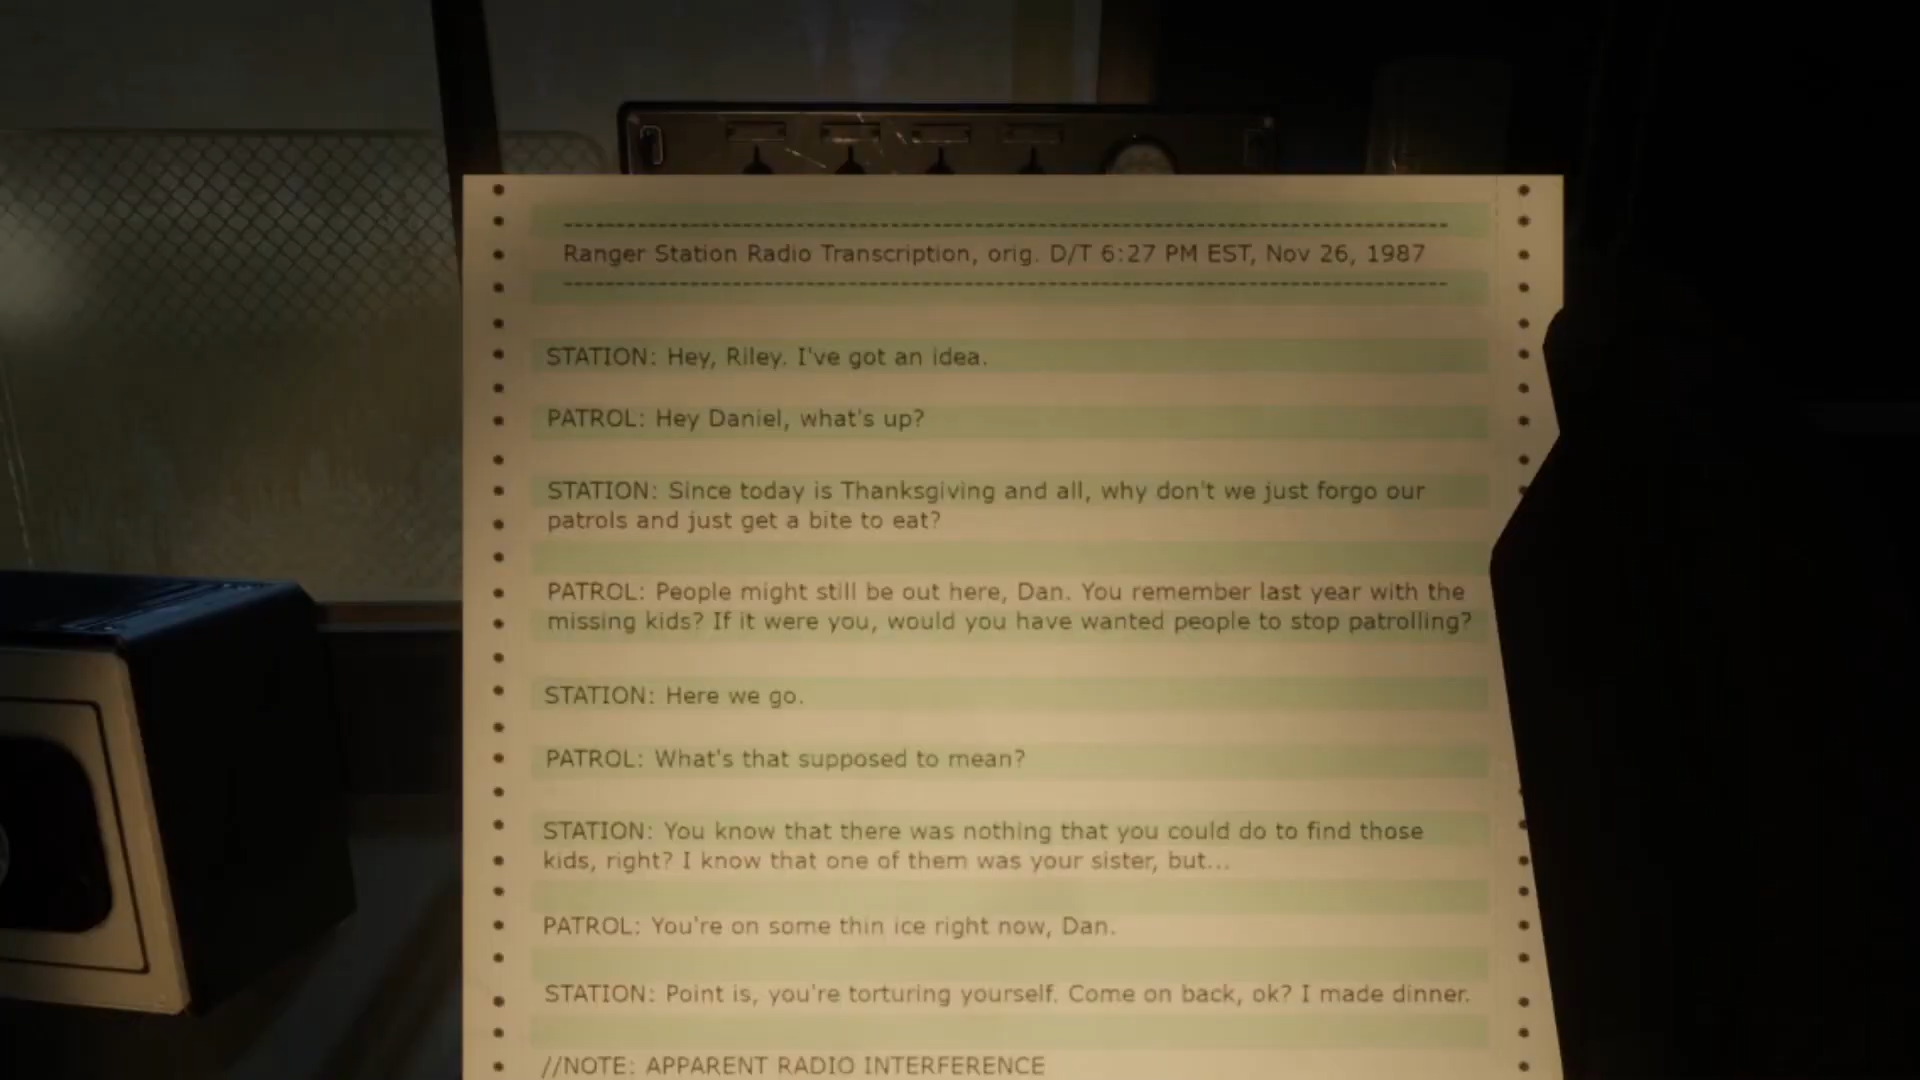 --------------------------------------------------------------------------------
Ranger Station Radio Transcription, orig. D/T 6:27 PM EST, Nov 26, 1987
--------------------------------------------------------------------------------
STATION: Hey, Riley. I've got an idea.
PATROL: Hey Daniel, what's up?
STATION: Since today is Thanksgiving and all, why don't we just forgo our
patrols and just get a bite to eat?
PATROL: People might still be out here, Dan. You remember last year with the
missing kids? If it were you, would you have wanted people to stop patrolling?
STATION: Here we go.
PATROL: What's that supposed to mean?
STATION: You know that there was nothing that you could do to find those
kids, right? I know that one of them was your sister, but...
PATROL: You're on some thin ice right now, Dan.
STATION: Point is, you're torturing yourself. Come on back, ok? I made dinner.
//NOTE: APPARENT RADIO INTERFERENCE